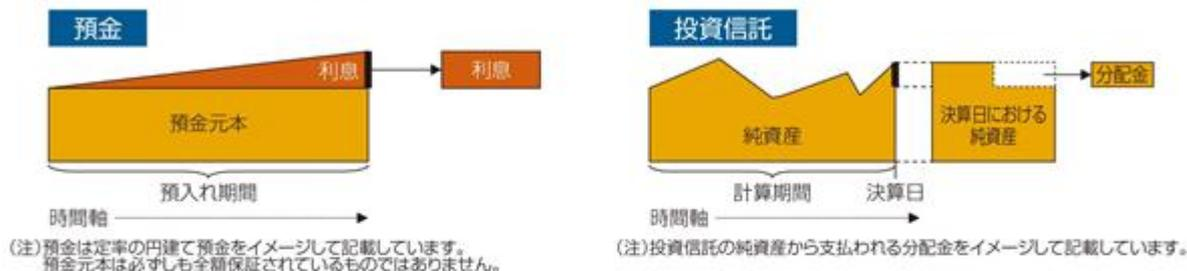 預金
利息
利息
預金元本
預入れ期間
時間軸
(注)預金は定率の円建て預金をイメージして記載しています。
預金元本は必ずしも全額保証されているものではありません。
投資信託
分配金
決算日における
純資産
純資産
計算期間
決算日
時間軸
(注)投資信託の純資産から支払われる分配金をイメージして記載しています。